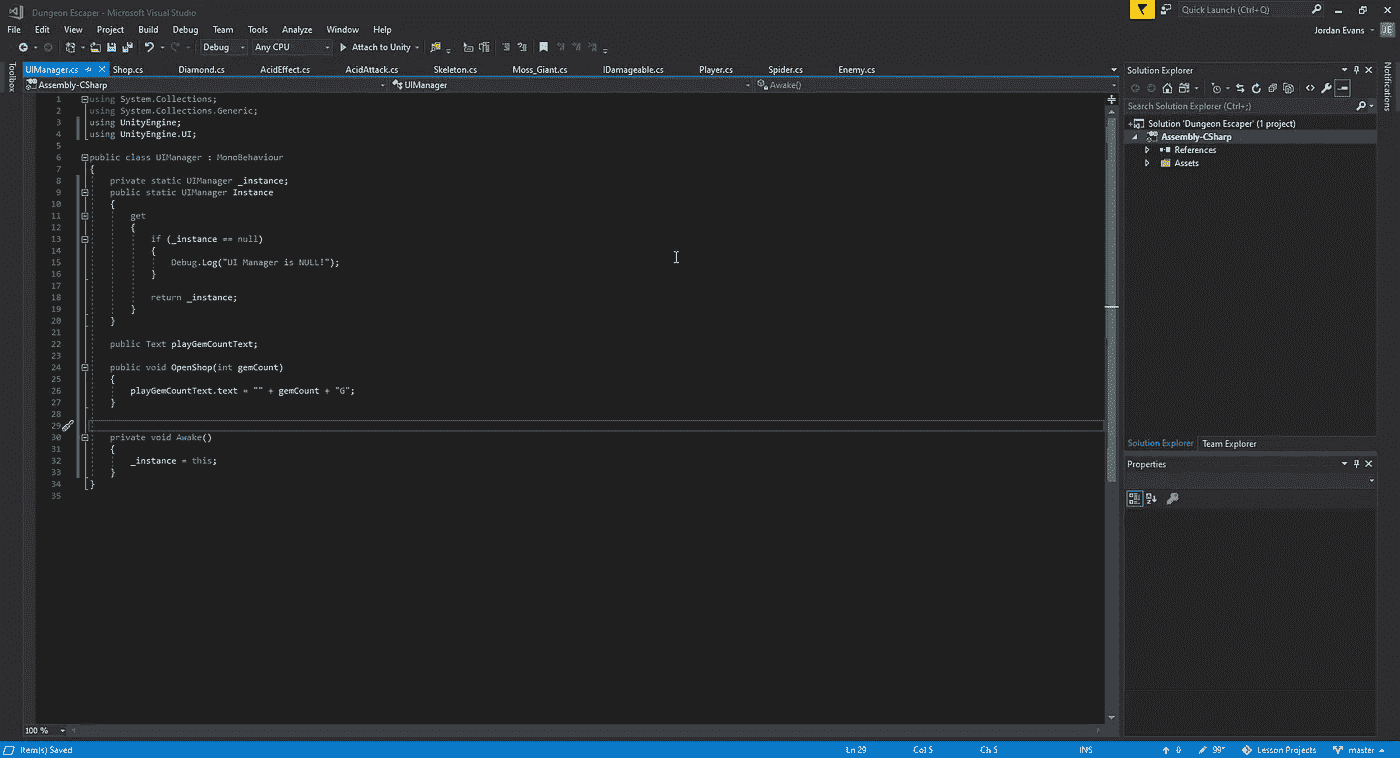 Dungeon Escaper - Microsoft Visual Studio
Quick Launch (Ctrl+Q)
File Edit View Project Build Debug Team Tools Analyze Window Help
Jordan Evans JE
Debug Any CPU Attach to Unity
Toolbox
UIManager.cs Shop.cs Diamond.cs AcidEffect.cs AcidAttack.cs Skeleton.cs Moss_Giant.cs IDamageable.cs Player.cs Spider.cs Enemy.cs
Assembly-CSharp UIManager Awake()
1 using System.Collections;
2 using System.Collections.Generic;
3 using UnityEngine;
4 using UnityEngine.UI;
5
6 public class UIManager : MonoBehaviour
7 {
8 private static UIManager _instance;
9 public static UIManager Instance
10 {
11 get
12 {
13 if (_instance == null)
14 {
15 Debug.Log("UI Manager is NULL!");
16 }
17
18 return _instance;
19 }
20 }
21
22 public Text playGemCountText;
23
24 public void OpenShop(int gemCount)
25 {
26 playGemCountText.text = "" + gemCount + "G";
27 }
28
29
30 private void Awake()
31 {
32 _instance = this;
33 }
34 }
35
100 %
Solution Explorer
Search Solution Explorer (Ctrl+;)
Solution 'Dungeon Escaper' (1 project)
Assembly-CSharp
References
Assets
Solution Explorer Team Explorer
Properties
Notifications
Item(s) Saved Ln 29 Col 5 Ch 5 INS 0 Lesson Projects master